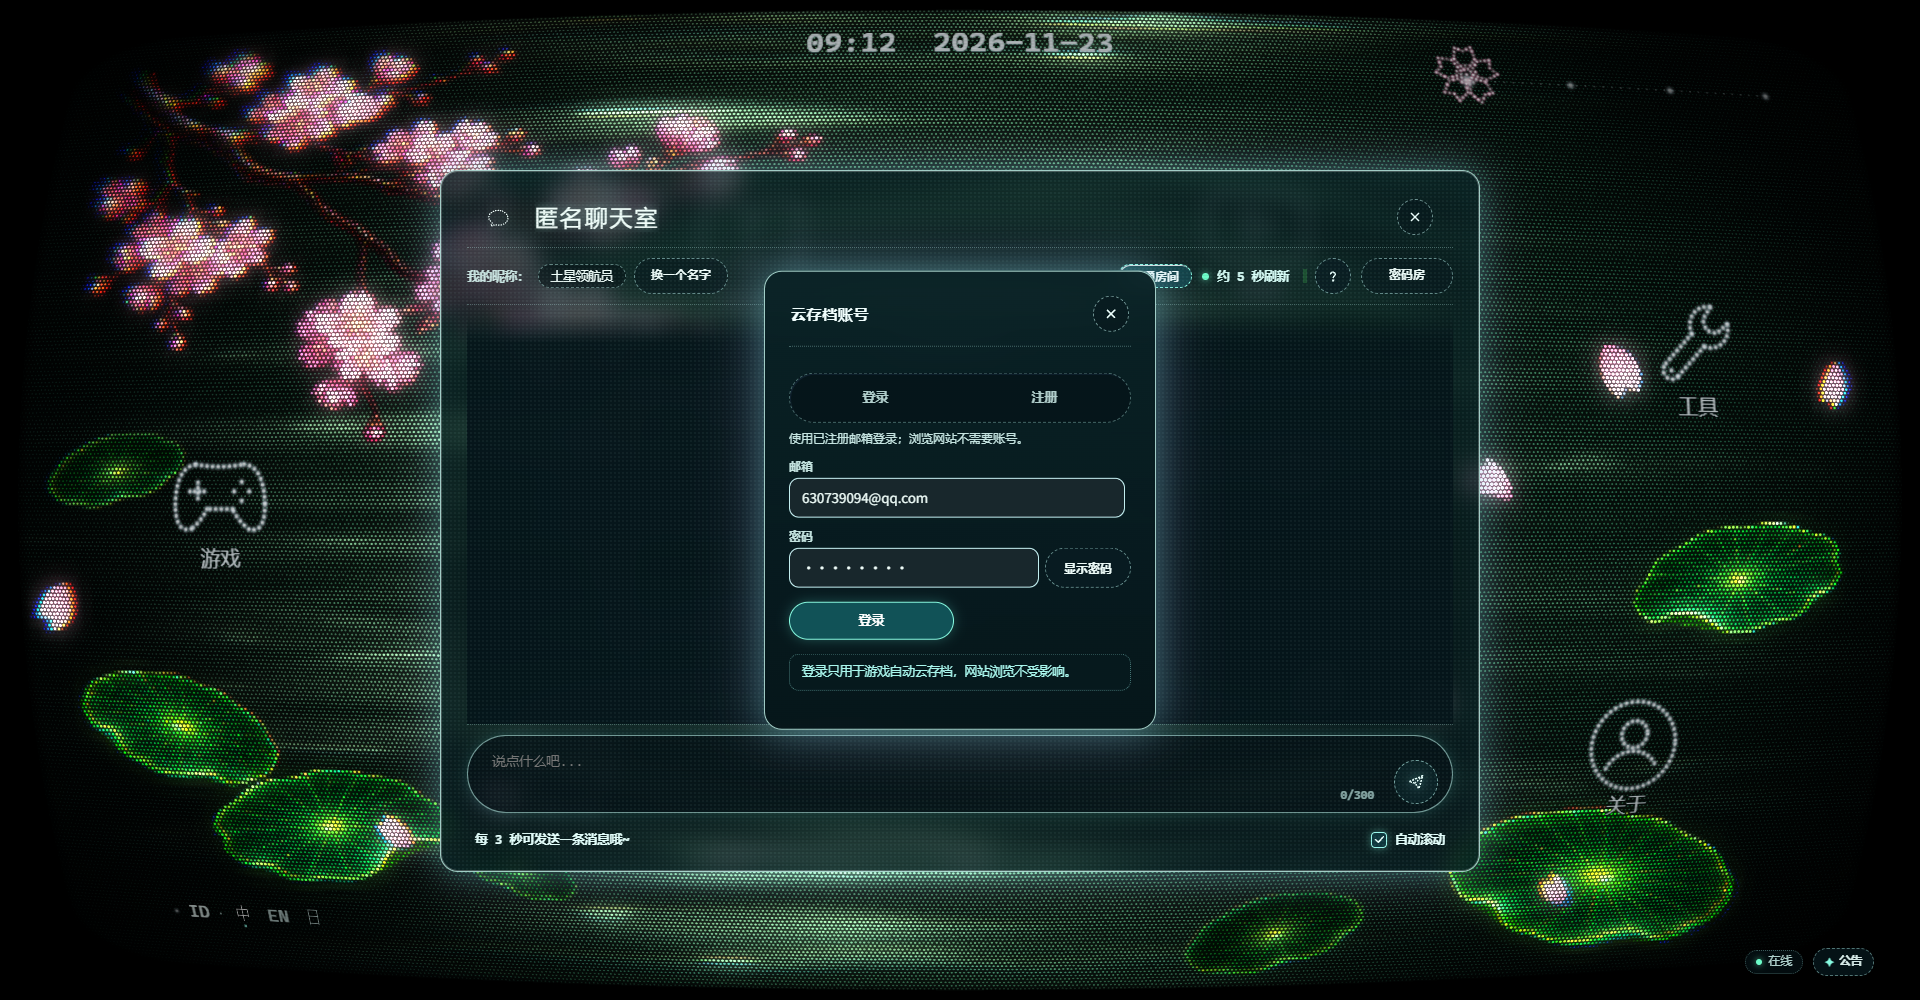 09:12 2026-11-23
匿名聊天室
我的昵称: 土星领航员 换一个名字
房间 约 5 秒刷新 ? 密码房
云存档账号
登录 注册
使用已注册邮箱登录；浏览网站不需要账号。
邮箱
630739094@qq.com
密码
显示密码
登录
登录只用于游戏自动云存档，网站浏览不受影响。
说点什么吧...
0/300
每 3 秒可发送一条消息哦~
自动滚动
游戏
工具
关于
ID · 中 EN 日
在线
公告